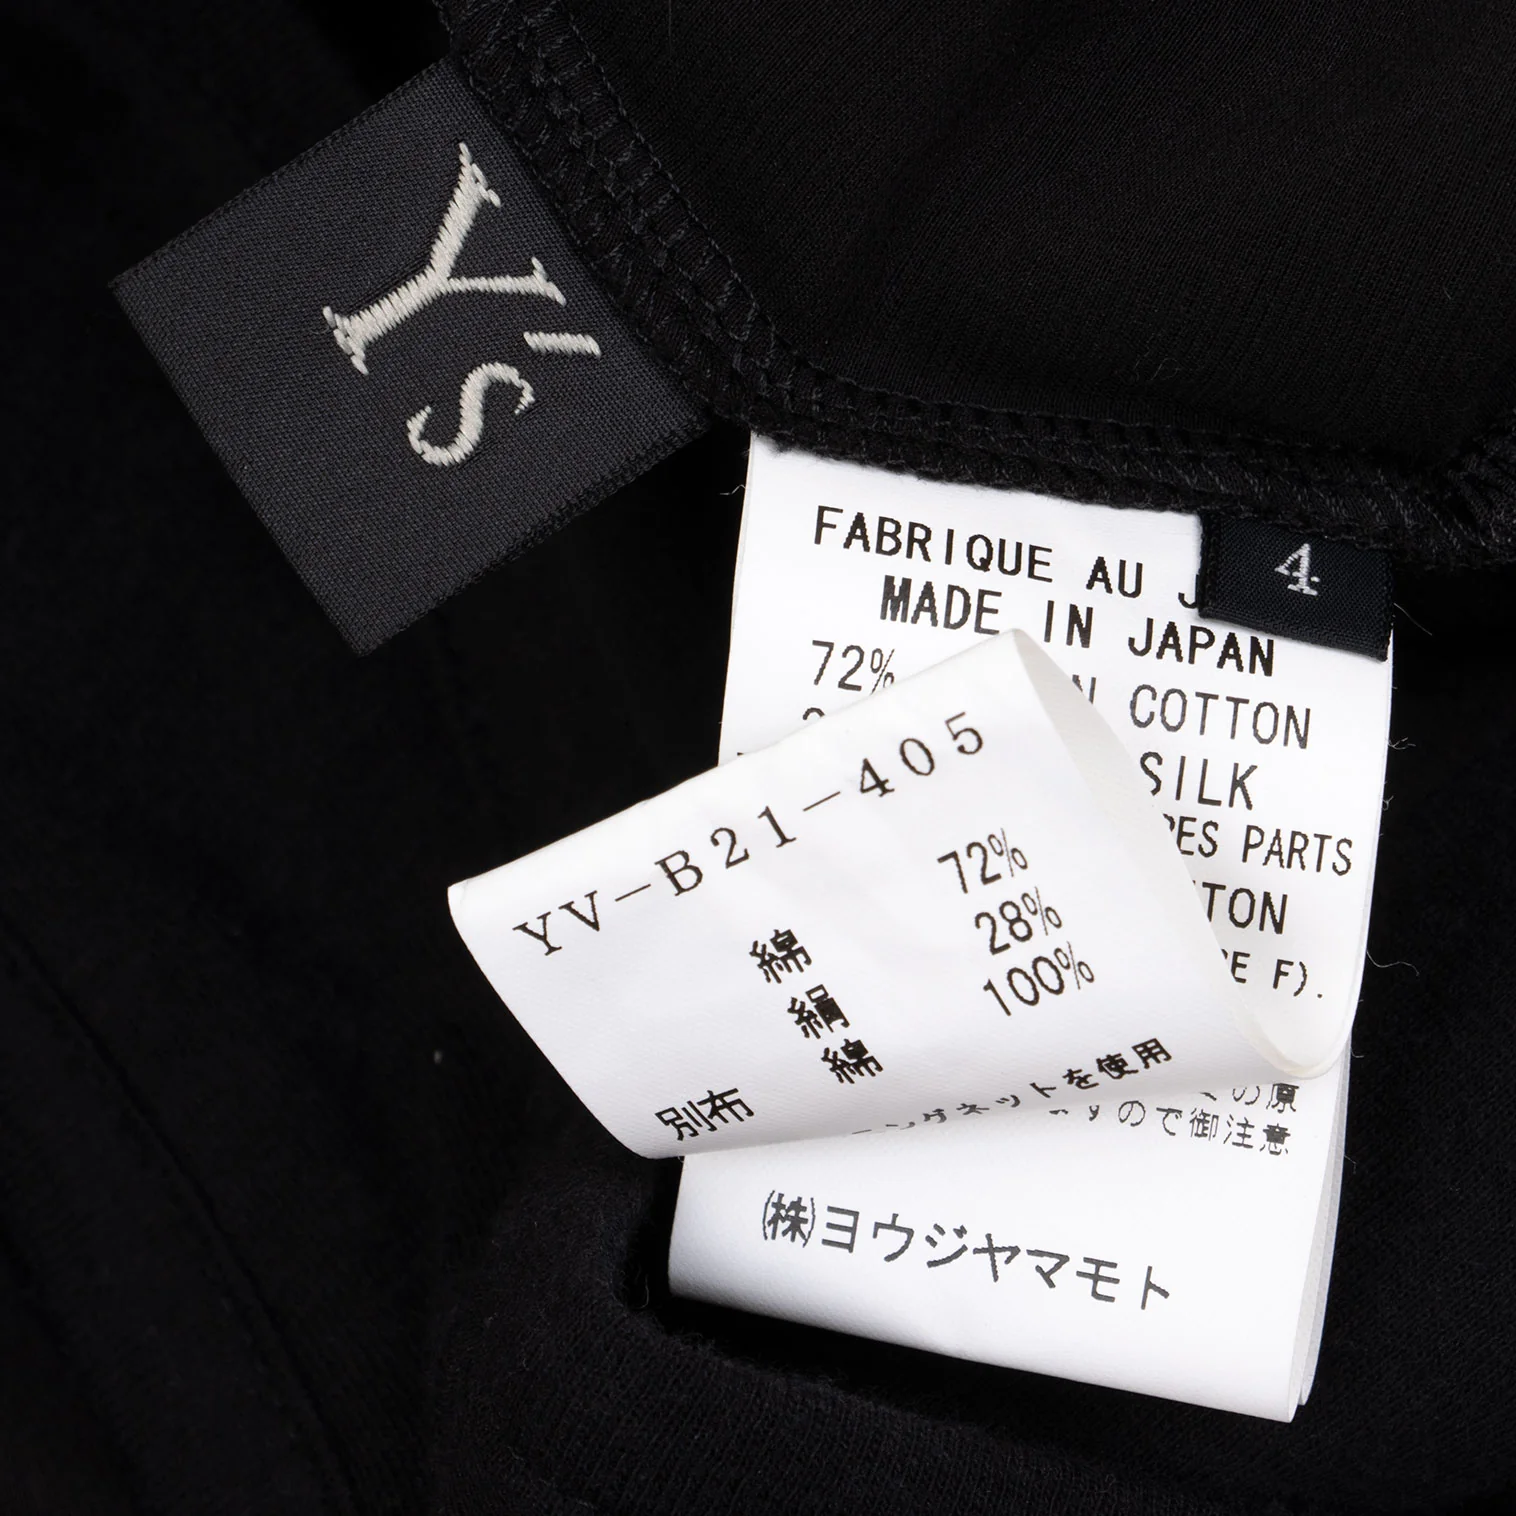 Y's
4
FABRIQUE AU
MADE IN JAPAN
72%
COTTON
SILK
PARTS
F).
YV-B21-405
綿 72%
絹 28%
綿 100%
別布
ネットを使用
の原
すので御注意
㈱ヨウジヤマモト